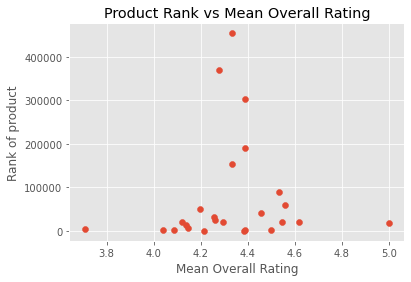 Product Rank vs Mean Overall Rating
Rank of product
400000
300000
200000
100000
0
3.8 4.0 4.2 4.4 4.6 4.8 5.0
Mean Overall Rating